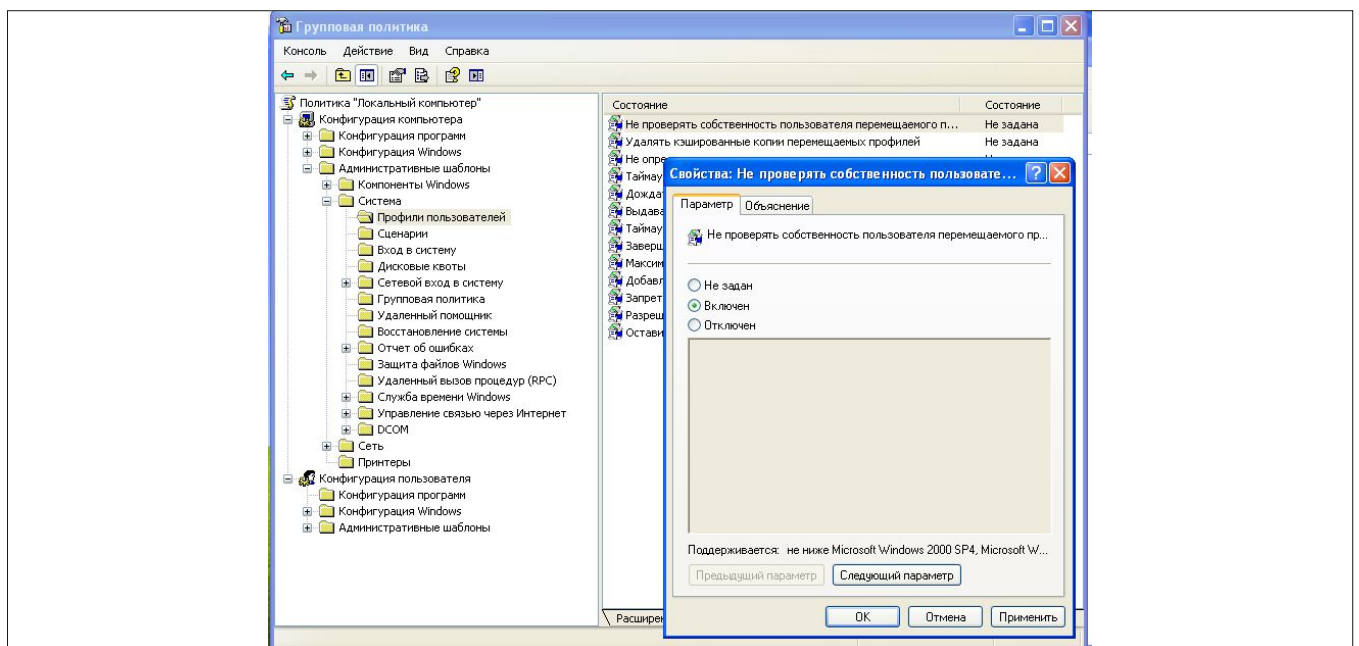 Групповая политика
Консоль Действие Вид Справка
Политика "Локальный компьютер"
Конфигурация компьютера
Конфигурация программ
Конфигурация Windows
Административные шаблоны
Компоненты Windows
Система
Профили пользователей
Сценарии
Вход в систему
Дисковые квоты
Сетевой вход в систему
Групповая политика
Удаленный помощник
Восстановление системы
Отчет об ошибках
Защита файлов Windows
Удаленный вызов процедур (RPC)
Служба времени Windows
Управление связью через Интернет
DCOM
Сеть
Принтеры
Конфигурация пользователя
Конфигурация программ
Конфигурация Windows
Административные шаблоны
Состояние Состояние
Не проверять собственность пользователя перемещаемого п... Не задана
Удалять кэшированные копии перемещаемых профилей Не задана
Не опре
Таймау
Дожда
Выдава
Таймау
Заверш
Максим
Добавл
Запрет
Разреш
Остави
Расширен
Свойства: Не проверять собственность пользовате...
Параметр Объяснение
Не проверять собственность пользователя перемещаемого пр...
Не задан
Включен
Отключен
Поддерживается: не ниже Microsoft Windows 2000 SP4, Microsoft W...
Предыдущий параметр Следующий параметр
OK Отмена Применить